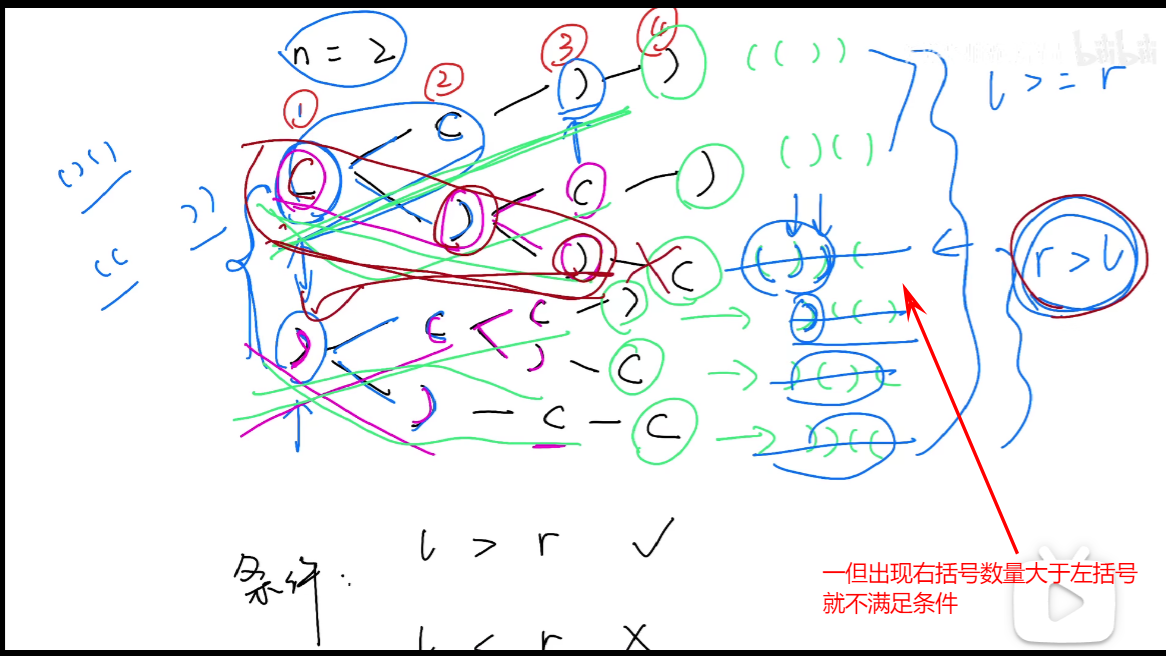 n = 2
① ② ③ ④
( ( ) ) ) ( ( ) )
( ) ( )
l >= r
( ) ( )
( ( ) )
( ) ( ) )
) )
( (
( ) ) ( ( ) ) (
r > l
) ( ( ) ) ( ( )
) ( ) ( ) (
) ( ( ) ) ( (
条件:
l > r ✓
l < r ×
一但出现右括号数量大于左括号
就不满足条件
bilibili